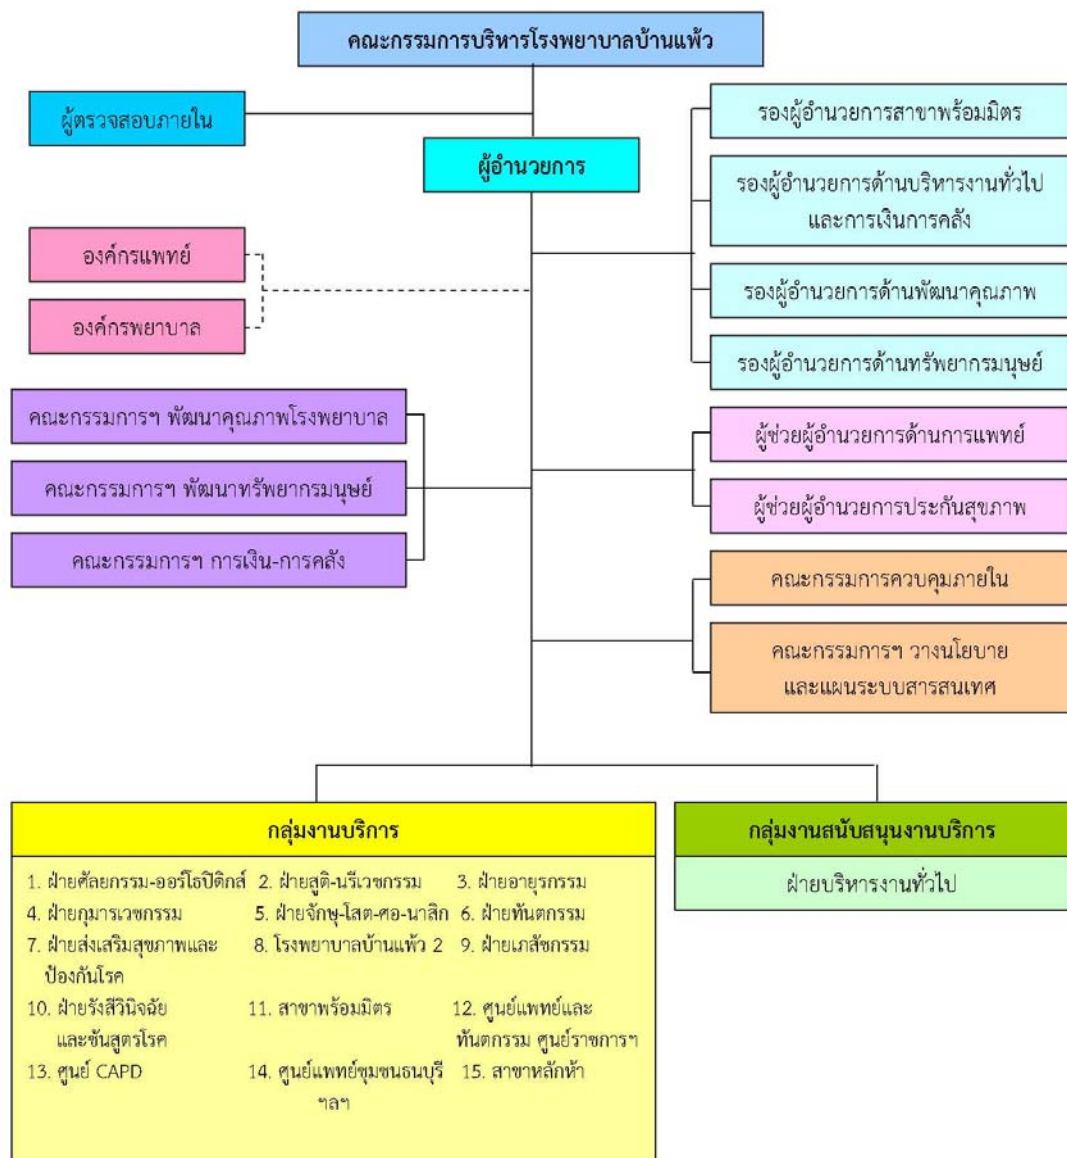 คณะกรรมการบริหารโรงพยาบาลบ้านแพ้ว
ผู้ตรวจสอบภายใน
ผู้อำนวยการ
รองผู้อำนวยการสาขาพร้อมมิตร
รองผู้อำนวยการด้านบริหารงานทั่วไป
และการเงินการคลัง
รองผู้อำนวยการด้านพัฒนาคุณภาพ
รองผู้อำนวยการด้านทรัพยากรมนุษย์
องค์กรแพทย์
องค์กรพยาบาล
คณะกรรมการฯ พัฒนาคุณภาพโรงพยาบาล
คณะกรรมการฯ พัฒนาทรัพยากรมนุษย์
คณะกรรมการฯ การเงิน-การคลัง
ผู้ช่วยผู้อำนวยการด้านการแพทย์
ผู้ช่วยผู้อำนวยการประกันสุขภาพ
คณะกรรมการควบคุมภายใน
คณะกรรมการฯ วางนโยบาย
และแผนระบบสารสนเทศ
กลุ่มงานบริการ
1. ฝ่ายศัลยกรรม-ออร์โธปิดิกส์ 2. ฝ่ายสูติ-นรีเวชกรรม 3. ฝ่ายอายุรกรรม
4. ฝ่ายกุมารเวชกรรม 5. ฝ่ายจักษุ-โสต-ศอ-นาสิก 6. ฝ่ายทันตกรรม
7. ฝ่ายส่งเสริมสุขภาพและ 8. โรงพยาบาลบ้านแพ้ว 2 9. ฝ่ายเภสัชกรรม
ป้องกันโรค
10. ฝ่ายรังสีวินิจฉัย 11. สาขาพร้อมมิตร 12. ศูนย์แพทย์และ
และชันสูตรโรค ทันตกรรม ศูนย์ราชการฯ
13. ศูนย์ CAPD 14. ศูนย์แพทย์ชุมชนธนบุรี 15. สาขาหลักห้า
ฯลฯ
กลุ่มงานสนับสนุนงานบริการ
ฝ่ายบริหารงานทั่วไป